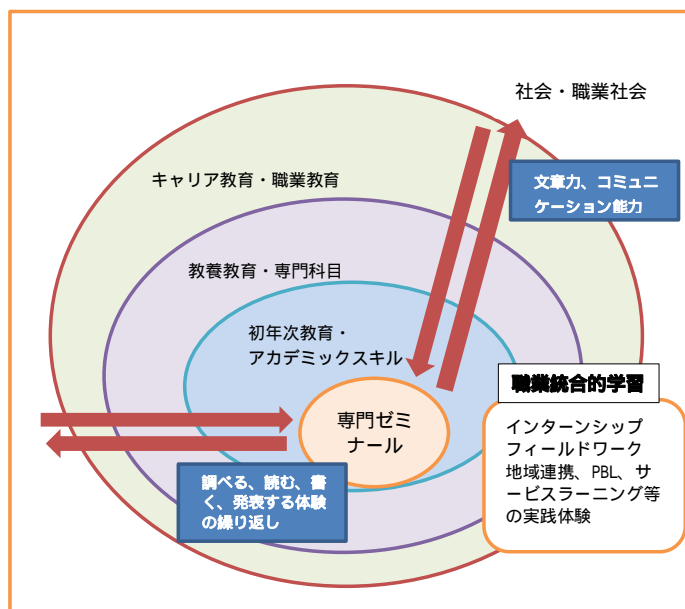 社会・職業社会
キャリア教育・職業教育
文章力、コミュニ
ケーション能力
教養教育・専門科目
初年次教育・
アカデミックスキル
職業統合的学習
専門ゼミ
ナール
インターンシップ
フィールドワーク
地域連携、PBL、サ
ービスラーニング等
の実践体験
調べる、読む、書
く、発表する体験
の繰り返し